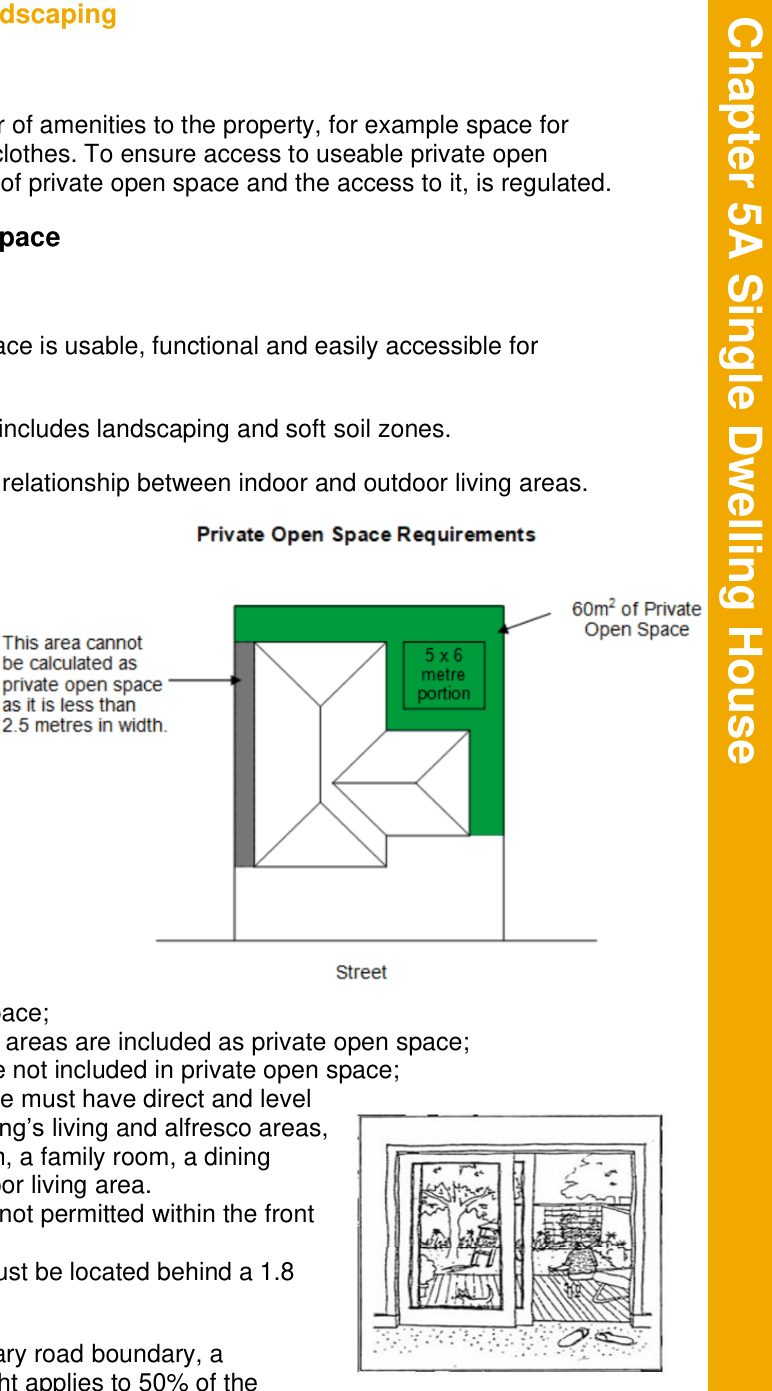 dscaping
r of amenities to the property, for example space for
clothes. To ensure access to useable private open
of private open space and the access to it, is regulated.
pace
ace is usable, functional and easily accessible for
includes landscaping and soft soil zones.
relationship between indoor and outdoor living areas.
Private Open Space Requirements
60m² of Private
Open Space
This area cannot
be calculated as
private open space
as it is less than
2.5 metres in width.
5 x 6
metre
portion
Street
pace;
areas are included as private open space;
e not included in private open space;
e must have direct and level
ng’s living and alfresco areas,
n, a family room, a dining
oor living area.
not permitted within the front
ust be located behind a 1.8
ary road boundary, a
ht applies to 50% of the
Chapter 5A Single Dwelling House